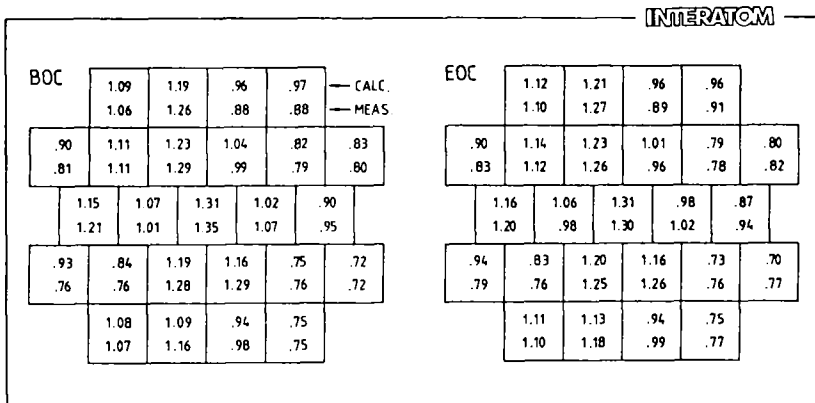 INTERATOM
BOC
1.09 1.19 .96 .97 ← CALC.
1.06 1.26 .88 .88 ← MEAS.
.90 1.11 1.23 1.04 .82 .83
.81 1.11 1.29 .99 .79 .80
1.15 1.07 1.31 1.02 .90
1.21 1.01 1.35 1.07 .95
.93 .84 1.19 1.16 .75 .72
.76 .76 1.28 1.29 .76 .72
1.08 1.09 .94 .75
1.07 1.16 .98 .75
EOC
1.12 1.21 .96 .96
1.10 1.27 .89 .91
.90 1.14 1.23 1.01 .79 .80
.83 1.12 1.26 .96 .78 .82
1.16 1.06 1.31 .98 .87
1.20 .98 1.30 1.02 .94
.94 .83 1.20 1.16 .73 .70
.79 .76 1.25 1.26 .76 .77
1.11 1.13 .94 .75
1.10 1.18 .99 .77